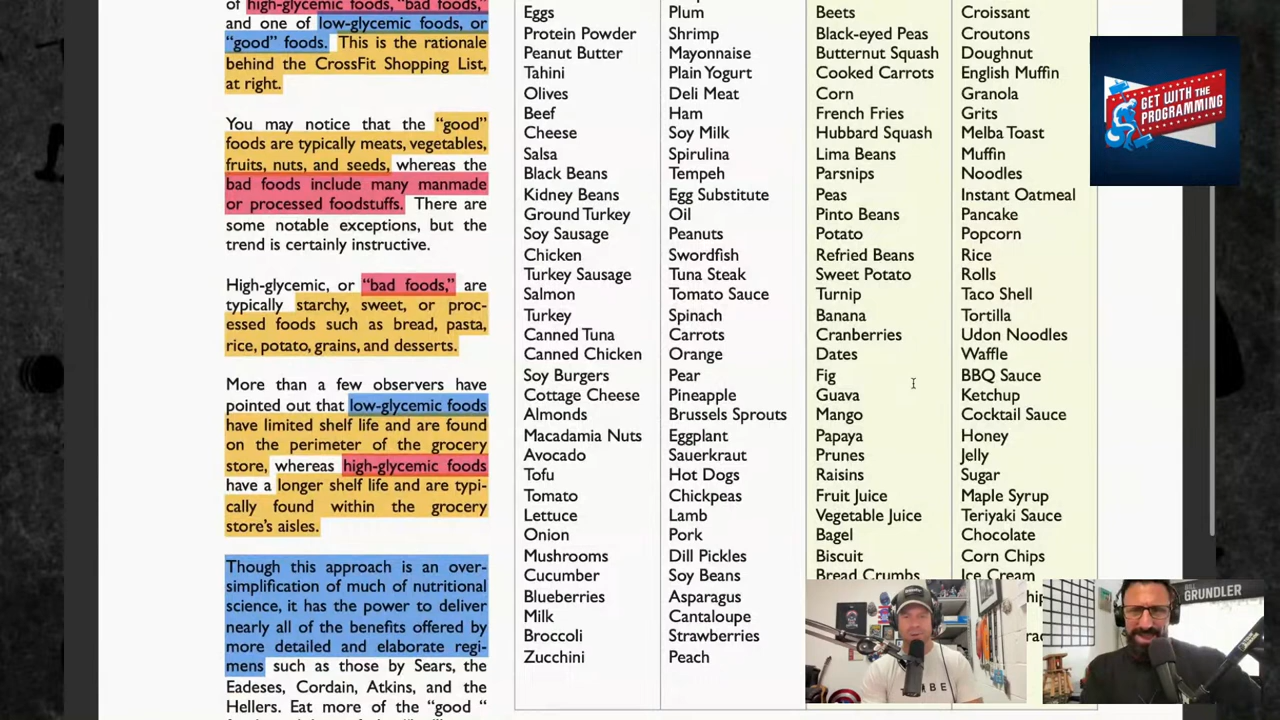 of high-glycemic foods, "bad foods,"
and one of low-glycemic foods, or
"good" foods. This is the rationale
behind the CrossFit Shopping List,
at right.
You may notice that the "good"
foods are typically meats, vegetables,
fruits, nuts, and seeds, whereas the
bad foods include many manmade
or processed foodstuffs. There are
some notable exceptions, but the
trend is certainly instructive.
High-glycemic, or "bad foods," are
typically starchy, sweet, or proc-
essed foods such as bread, pasta,
rice, potato, grains, and desserts.
More than a few observers have
pointed out that low-glycemic foods
have limited shelf life and are found
on the perimeter of the grocery
store, whereas high-glycemic foods
have a longer shelf life and are typi-
cally found within the grocery
store's aisles.
Though this approach is an over-
simplification of much of nutritional
science, it has the power to deliver
nearly all of the benefits offered by
more detailed and elaborate regi-
mens such as those by Sears, the
Eadeses, Cordain, Atkins, and the
Hellers. Eat more of the "good "
Eggs
Protein Powder
Peanut Butter
Tahini
Olives
Beef
Cheese
Salsa
Black Beans
Kidney Beans
Ground Turkey
Soy Sausage
Chicken
Turkey Sausage
Salmon
Turkey
Canned Tuna
Canned Chicken
Soy Burgers
Cottage Cheese
Almonds
Macadamia Nuts
Avocado
Tofu
Tomato
Lettuce
Onion
Mushrooms
Cucumber
Blueberries
Milk
Broccoli
Zucchini
Plum
Shrimp
Mayonnaise
Plain Yogurt
Deli Meat
Ham
Soy Milk
Spirulina
Tempeh
Egg Substitute
Oil
Peanuts
Swordfish
Tuna Steak
Tomato Sauce
Spinach
Carrots
Orange
Pear
Pineapple
Brussels Sprouts
Eggplant
Sauerkraut
Hot Dogs
Chickpeas
Lamb
Pork
Dill Pickles
Soy Beans
Asparagus
Cantaloupe
Strawberries
Peach
Beets
Black-eyed Peas
Butternut Squash
Cooked Carrots
Corn
French Fries
Hubbard Squash
Lima Beans
Parsnips
Peas
Pinto Beans
Potato
Refried Beans
Sweet Potato
Turnip
Banana
Cranberries
Dates
Fig
Guava
Mango
Papaya
Prunes
Raisins
Fruit Juice
Vegetable Juice
Bagel
Biscuit
Bread Crumbs
Croissant
Croutons
Doughnut
English Muffin
Granola
Grits
Melba Toast
Muffin
Noodles
Instant Oatmeal
Pancake
Popcorn
Rice
Rolls
Taco Shell
Tortilla
Udon Noodles
Waffle
BBQ Sauce
Ketchup
Cocktail Sauce
Honey
Jelly
Sugar
Maple Syrup
Teriyaki Sauce
Chocolate
Corn Chips
Ice Cream
GET WITH THE
PROGRAMMING
GRUNDLER